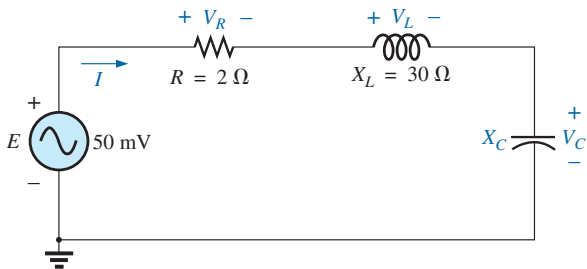 + V_R −
+ V_L −
I
R = 2 Ω
X_L = 30 Ω
+
E
50 mV
−
X_C
+
V_C
−